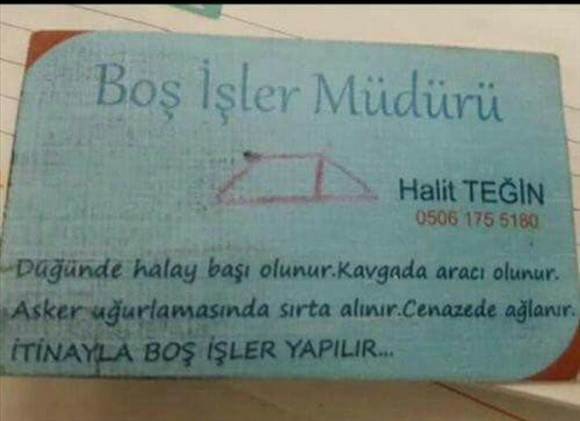 Boş İşler Müdürü
Halit TEĞİN
0506 175 5180
Düğünde halay başı olunur.Kavgada aracı olunur.
Asker uğurlamasında sırta alınır.Cenazede ağlanır.
İTİNAYLA BOŞ İŞLER YAPILIR...